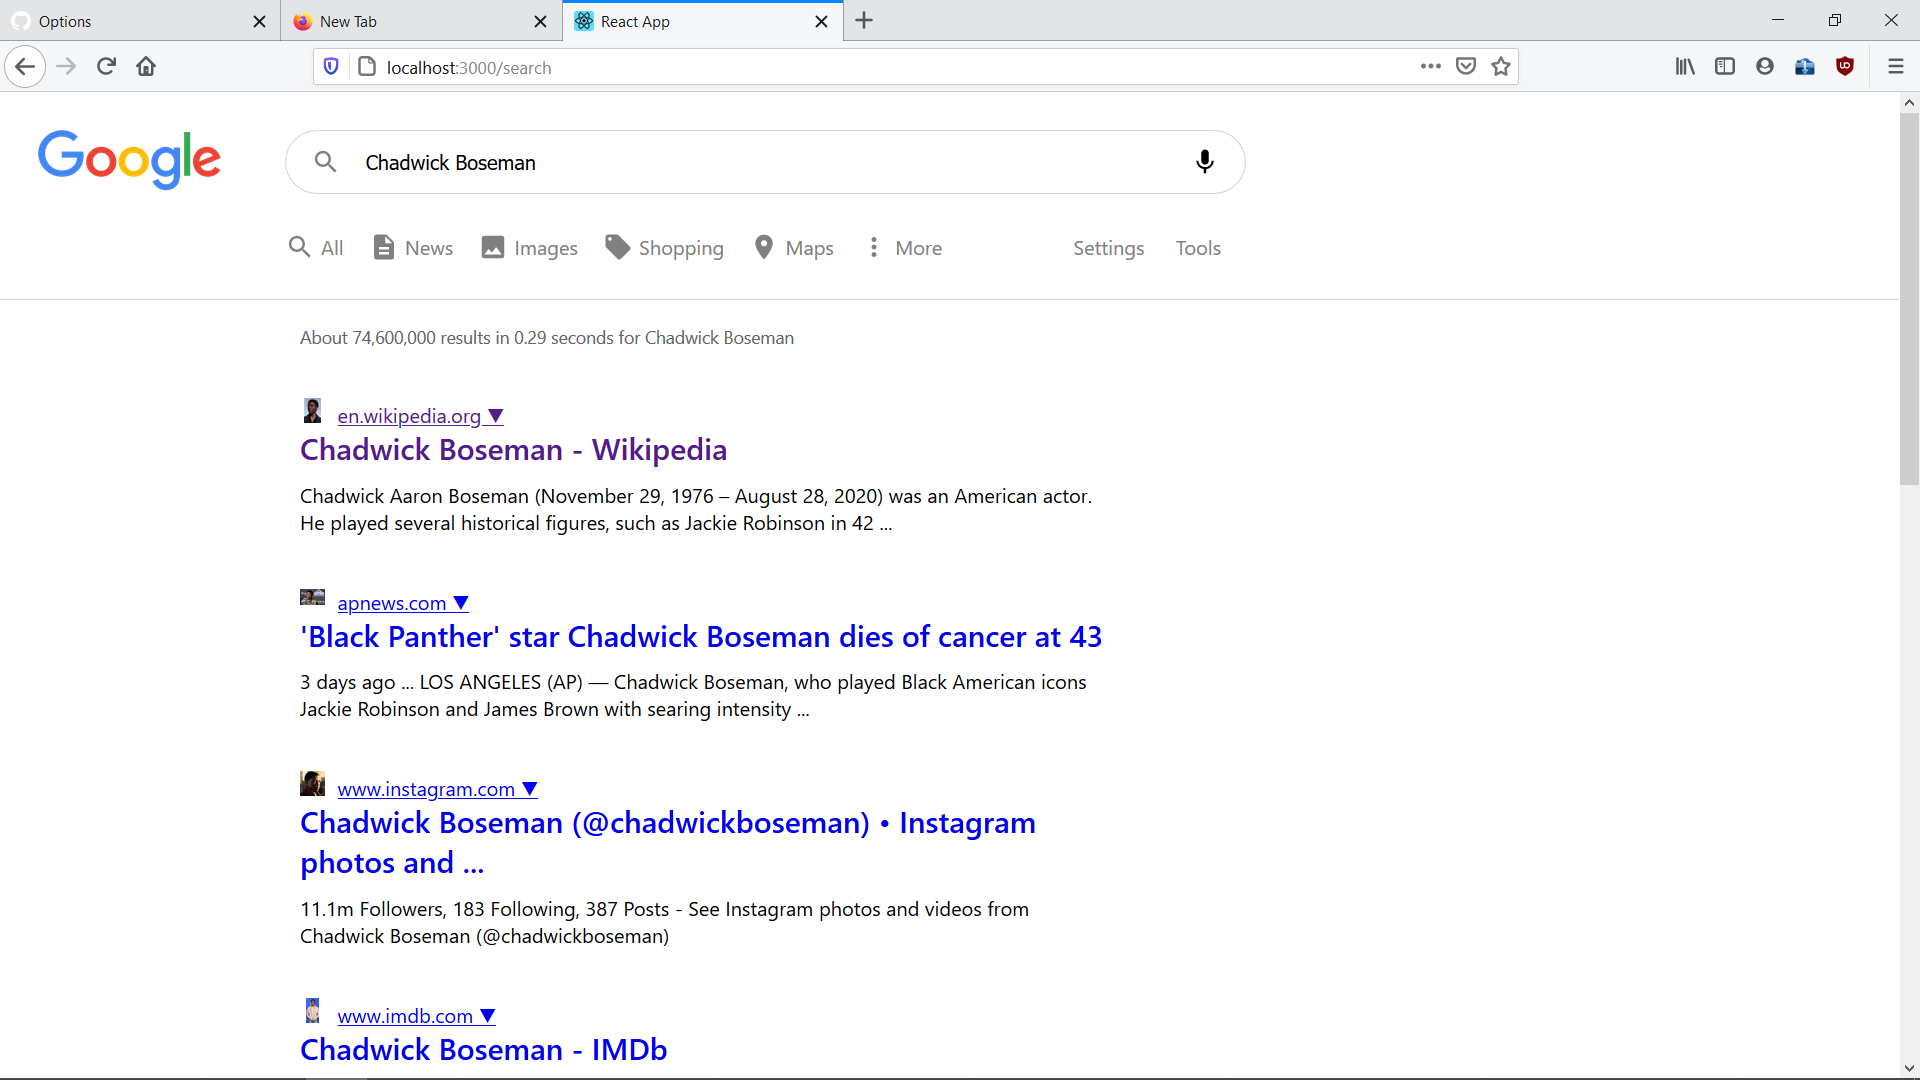 Options
New Tab
React App
localhost:3000/search
Google
Chadwick Boseman
All News Images Shopping Maps More Settings Tools
About 74,600,000 results in 0.29 seconds for Chadwick Boseman
en.wikipedia.org ▼
Chadwick Boseman - Wikipedia
Chadwick Aaron Boseman (November 29, 1976 – August 28, 2020) was an American actor.
He played several historical figures, such as Jackie Robinson in 42 ...
apnews.com ▼
'Black Panther' star Chadwick Boseman dies of cancer at 43
3 days ago ... LOS ANGELES (AP) — Chadwick Boseman, who played Black American icons
Jackie Robinson and James Brown with searing intensity ...
www.instagram.com ▼
Chadwick Boseman (@chadwickboseman) • Instagram
photos and ...
11.1m Followers, 183 Following, 387 Posts - See Instagram photos and videos from
Chadwick Boseman (@chadwickboseman)
www.imdb.com ▼
Chadwick Boseman - IMDb